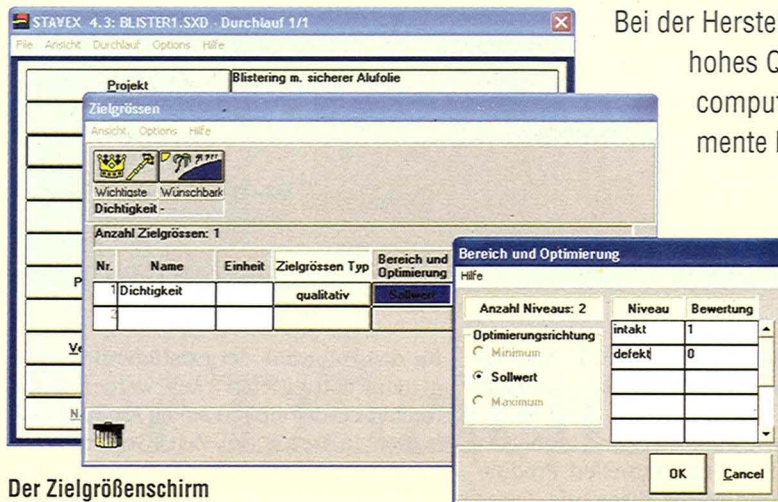 STAVEX 4.3: BLISTER1.SXD - Durchlauf 1/1
File Ansicht Durchlauf Options Hilfe
Projekt
Blistering m. sicherer Alufolie
Zielgrössen
Ansicht Options Hilfe
Wichtigste Wünschbark
Dichtigkeit -
Anzahl Zielgrössen: 1
Nr. Name Einheit Zielgrössen Typ Bereich und Optimierung
1 Dichtigkeit qualitativ Sollwert
2
P
Ve
N
Bereich und Optimierung
Hilfe
Anzahl Niveaus: 2
Niveau Bewertung
intakt 1
defekt 0
Optimierungsrichtung
Minimum
Sollwert
Maximum
OK Cancel
Der Zielgrößenschirm
Bei der Herste
hohes Q
comput
mente